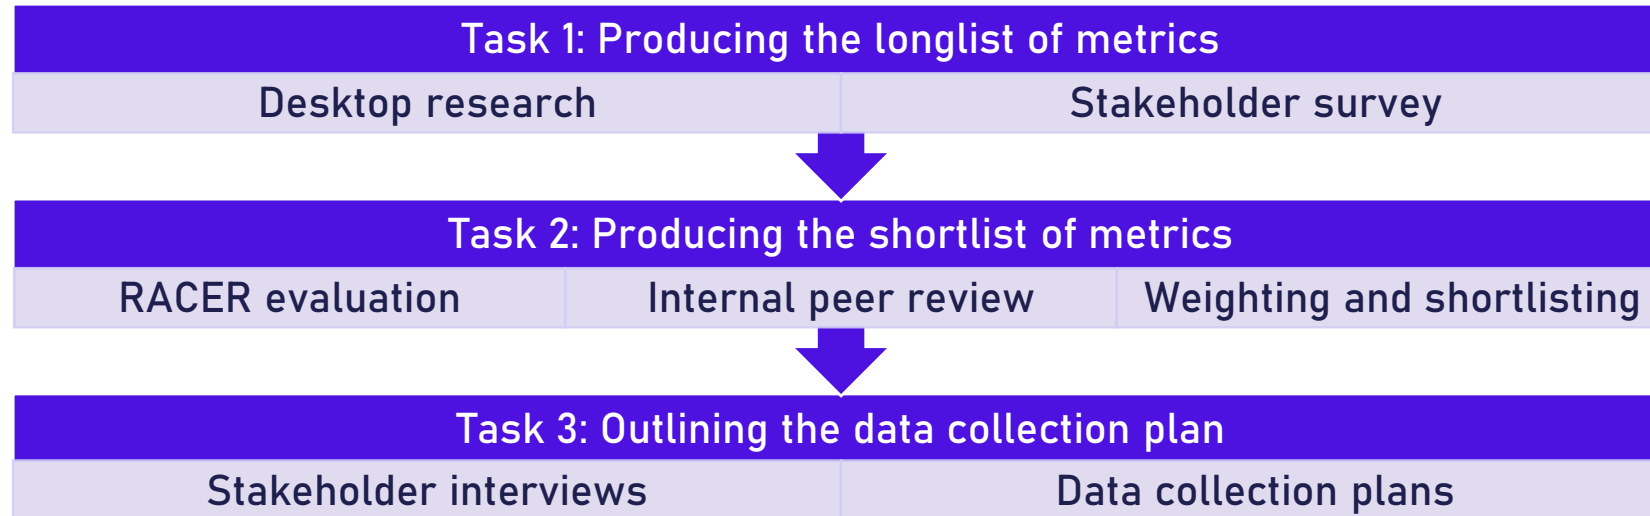 Task 1: Producing the longlist of metrics
Desktop research
Stakeholder survey
Task 2: Producing the shortlist of metrics
RACER evaluation
Internal peer review
Weighting and shortlisting
Task 3: Outlining the data collection plan
Stakeholder interviews
Data collection plans